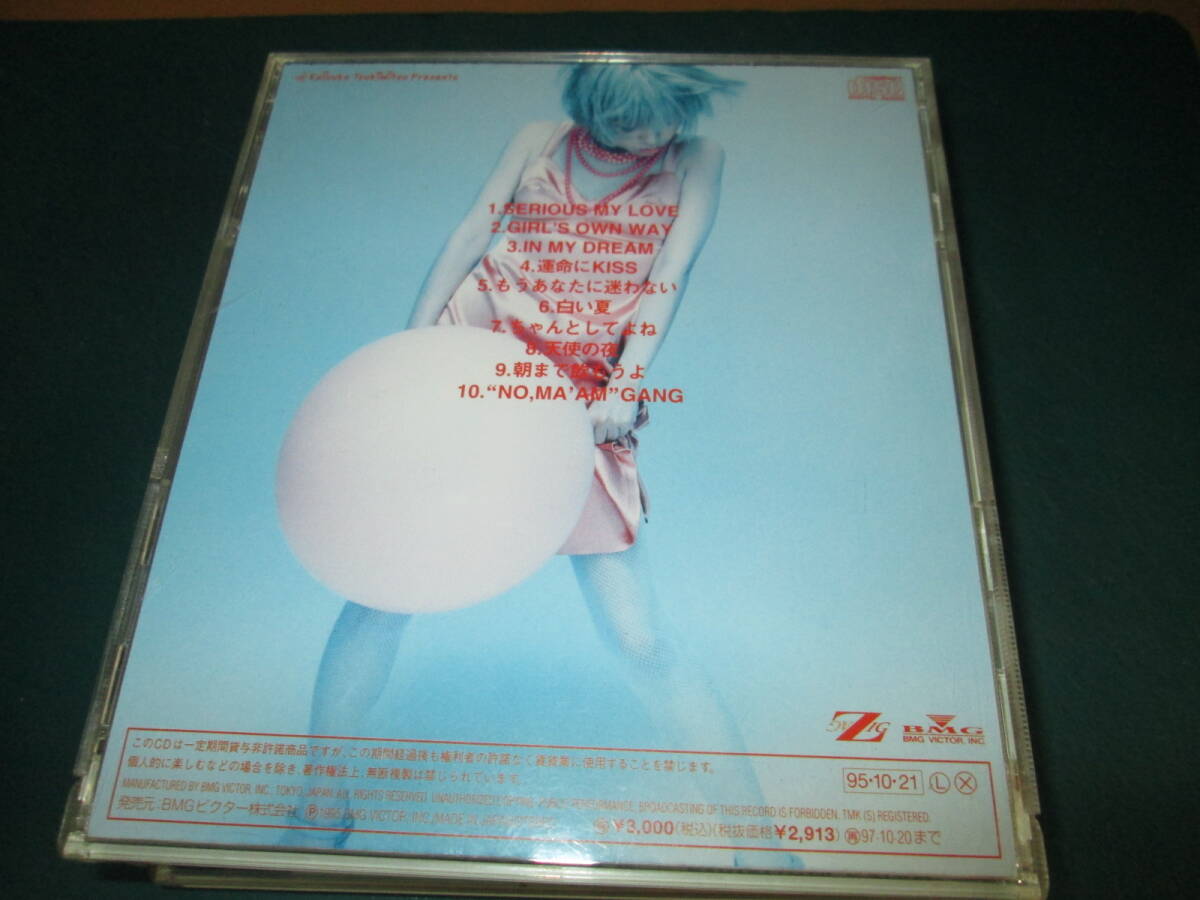 Presents
1.SERIOUS MY LOVE
2.GIRL'S OWN WAY
3.IN MY DREAM
4.運命にKISS
5.もうあなたに迷わない
6.白い夏
7.ちゃんとしてよね
8.天使の夜
9.朝まで飲もうよ
10.“NO,MA'AM”GANG
ZIG
BMG
BMG VICTOR, INC.
このCDは一定期間貸与非許諾商品ですが、この期間経過後も権利者の許諾なく賃貸業に使用することを禁じます。
個人的に楽しむなどの場合を除き、著作権法上、無断複製は禁じられています。
95・10・21 L X
MANUFACTURED BY BMG VICTOR, INC., TOKYO, JAPAN. ALL RIGHTS RESERVED. UNAUTHORIZED PERFORMANCE, BROADCASTING OF THIS RECORD IS FORBIDDEN. TMK (S) REGISTERED.
発売元:BMGビクター株式会社 Ⓟ 1995 BMG VICTOR, INC. MADE IN JAPAN
¥3,000(税込)(税抜価格¥2,913) 再97・10・20まで